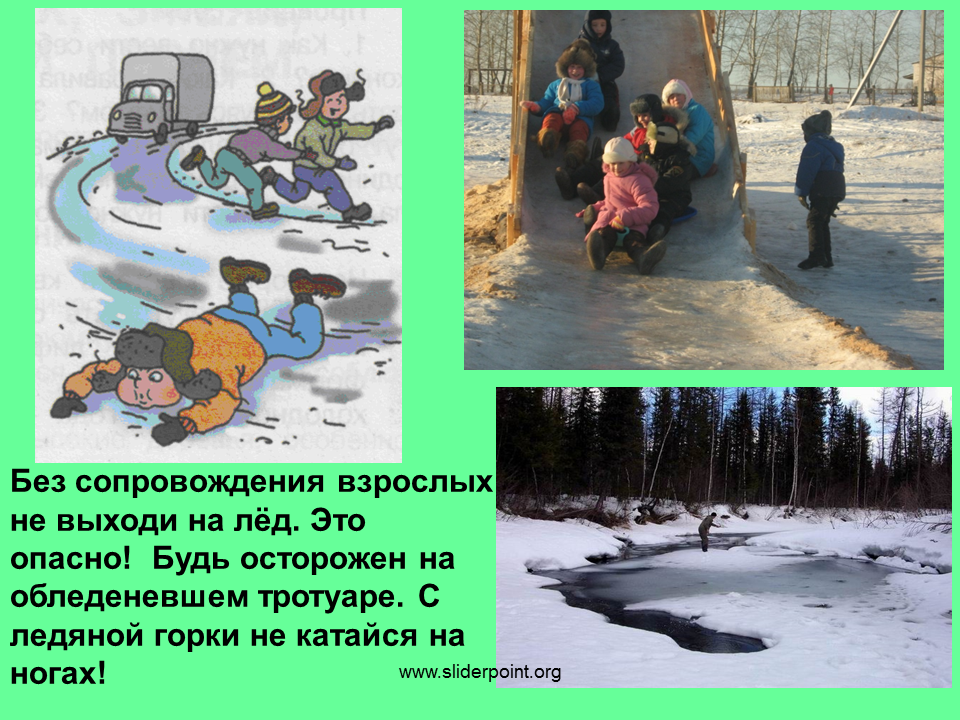 Без сопровождения взрослых
не выходи на лёд. Это
опасно! Будь осторожен на
обледеневшем тротуаре. С
ледяной горки не катайся на
ногах!
www.sliderpoint.org